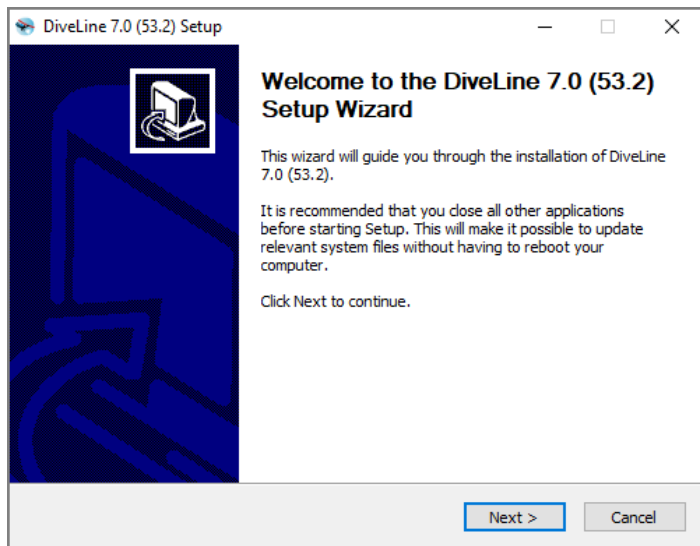 DiveLine 7.0 (53.2) Setup
Welcome to the DiveLine 7.0 (53.2)
Setup Wizard
This wizard will guide you through the installation of DiveLine
7.0 (53.2).
It is recommended that you close all other applications
before starting Setup. This will make it possible to update
relevant system files without having to reboot your
computer.
Click Next to continue.
Next >
Cancel